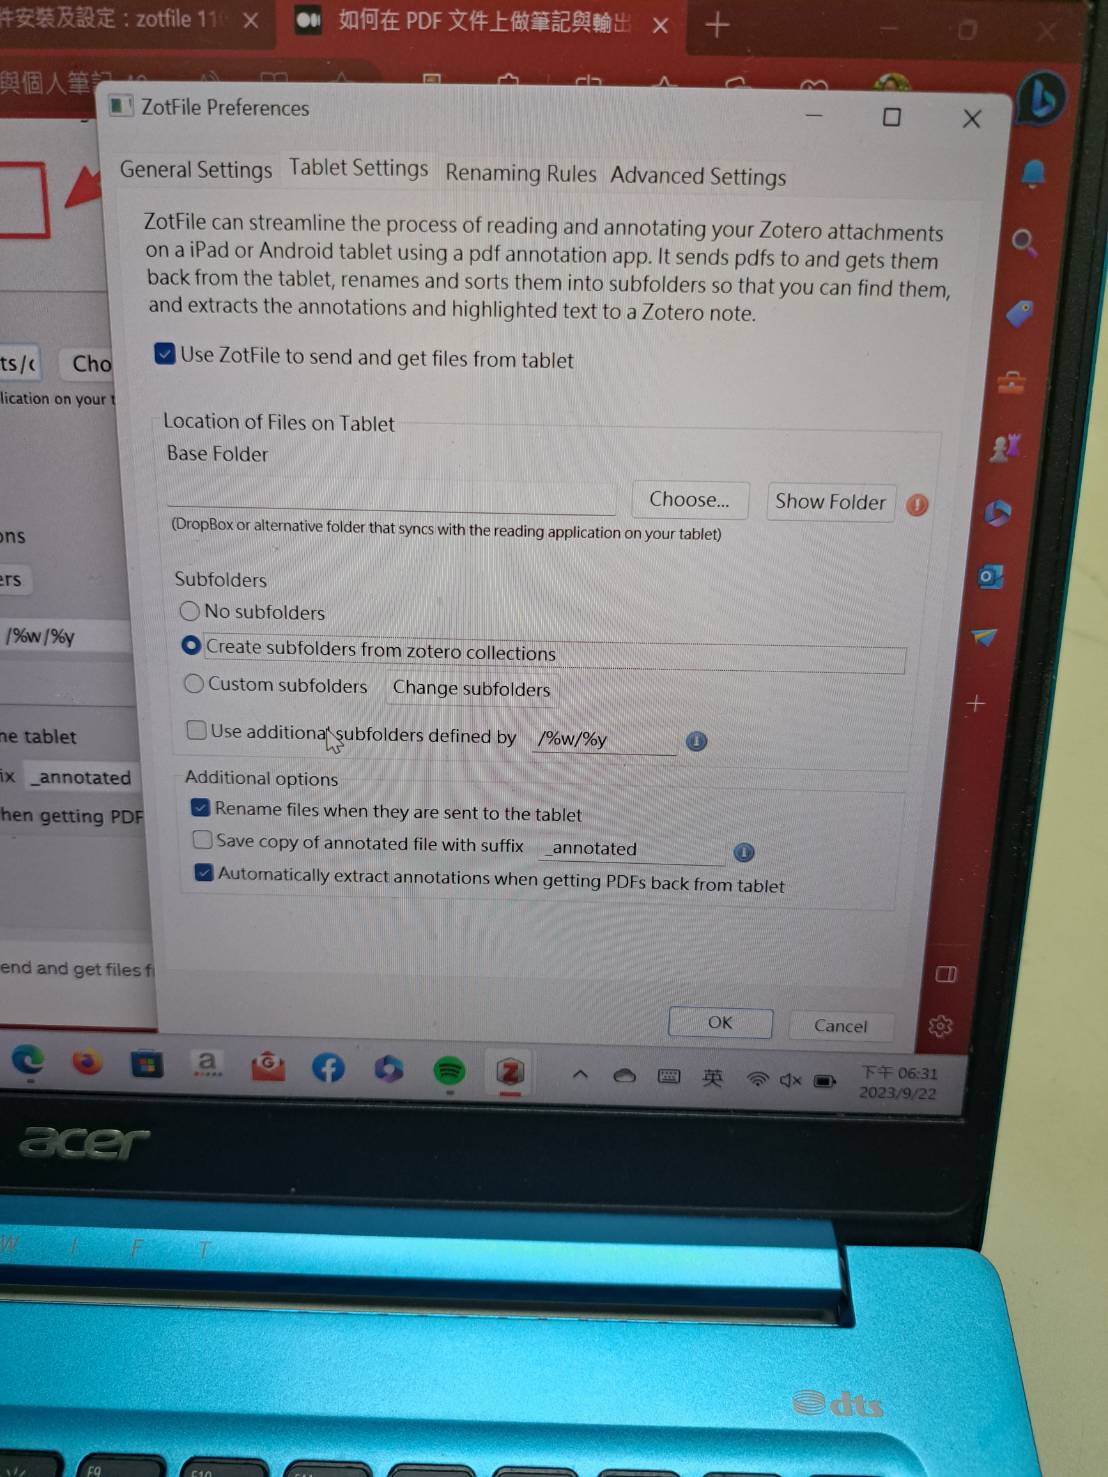 件安裝及設定：zotfile 11
如何在 PDF 文件上做筆記與輸出
與個人筆記
ZotFile Preferences
General Settings Tablet Settings Renaming Rules Advanced Settings
ZotFile can streamline the process of reading and annotating your Zotero attachments
on a iPad or Android tablet using a pdf annotation app. It sends pdfs to and gets them
back from the tablet, renames and sorts them into subfolders so that you can find them,
and extracts the annotations and highlighted text to a Zotero note.
Use ZotFile to send and get files from tablet
Location of Files on Tablet
Base Folder
Choose... Show Folder
(DropBox or alternative folder that syncs with the reading application on your tablet)
Subfolders
No subfolders
Create subfolders from zotero collections
Custom subfolders Change subfolders
Use additional subfolders defined by /%w/%y
Additional options
Rename files when they are sent to the tablet
Save copy of annotated file with suffix _annotated
Automatically extract annotations when getting PDFs back from tablet
OK Cancel
ts/ Cho
lication on your t
ons
ers
/%w/%y
he tablet
ix _annotated
hen getting PDF
end and get files f
英
下午 06:31
2023/9/22
acer
W I F T
dts
F9
F10